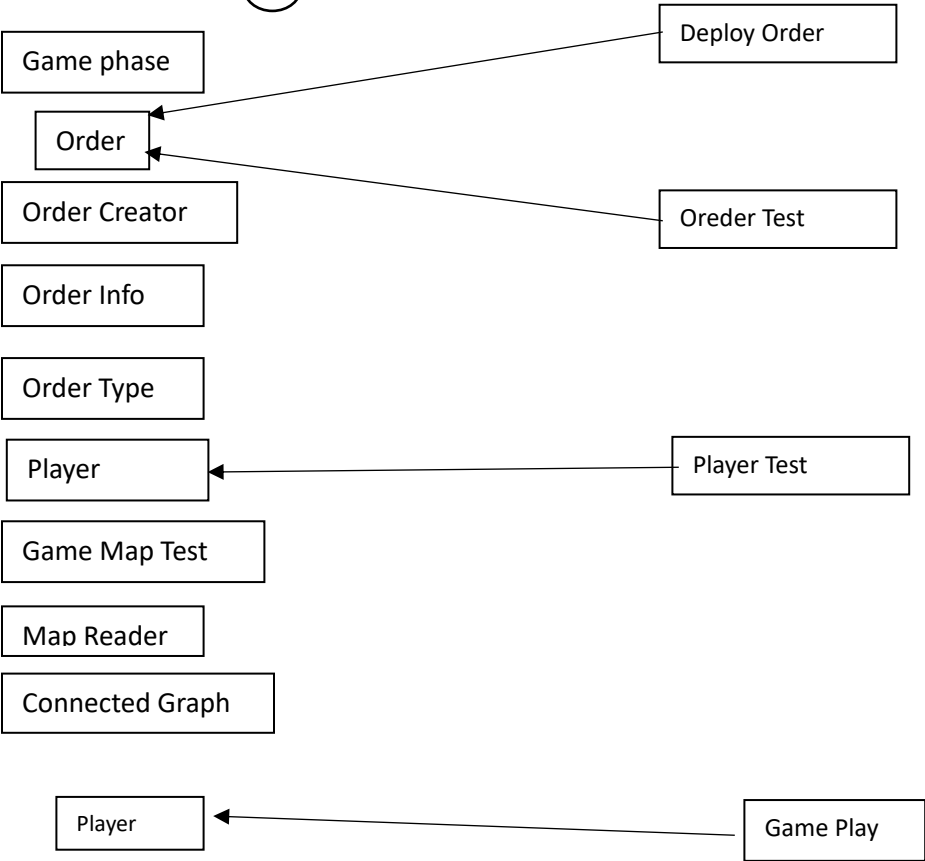 Deploy Order
Game phase
Order
Order Creator
Oreder Test
Order Info
Order Type
Player
Player Test
Game Map Test
Map Reader
Connected Graph
Player
Game Play